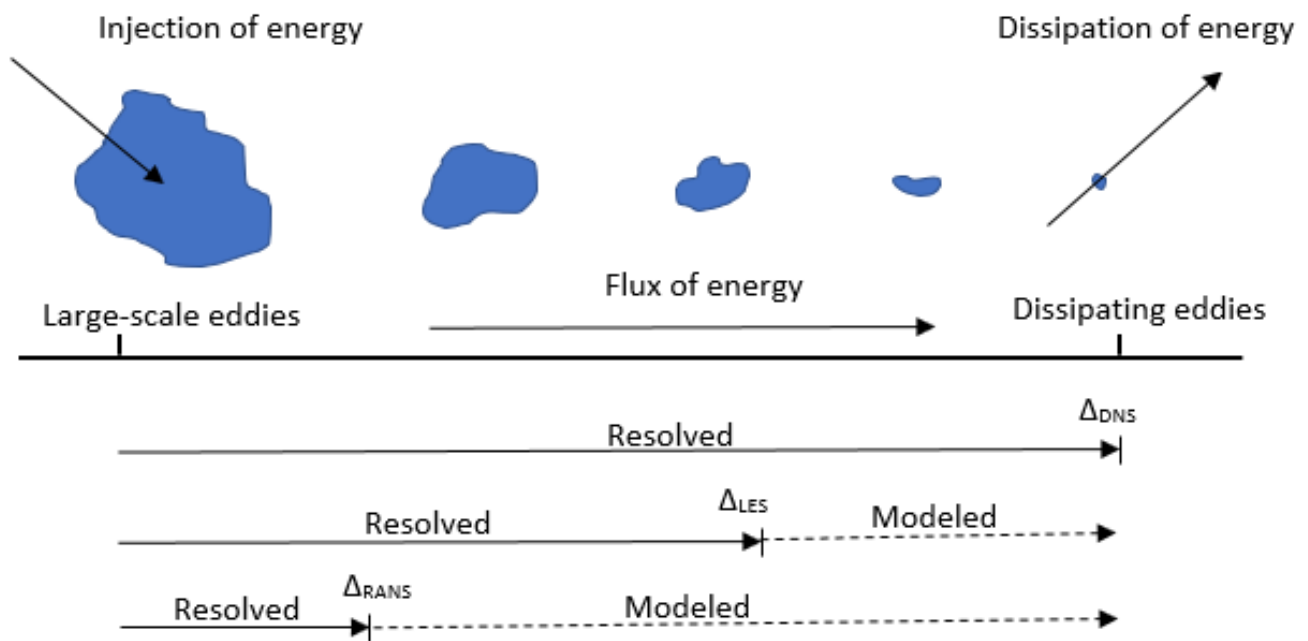 Injection of energy
Dissipation of energy
Flux of energy
Large-scale eddies
Dissipating eddies
ΔDNS
Resolved
ΔLES
Resolved
Modeled
ΔRANS
Resolved
Modeled